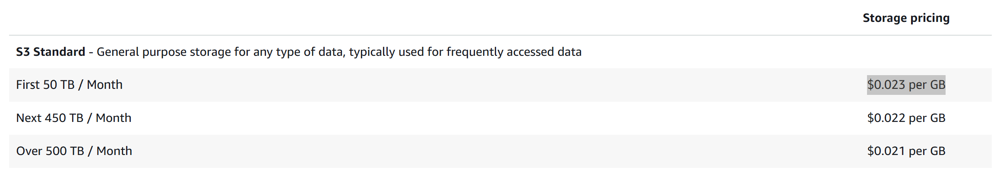 Storage pricing
S3 Standard - General purpose storage for any type of data, typically used for frequently accessed data
First 50 TB / Month $0.023 per GB
Next 450 TB / Month $0.022 per GB
Over 500 TB / Month $0.021 per GB